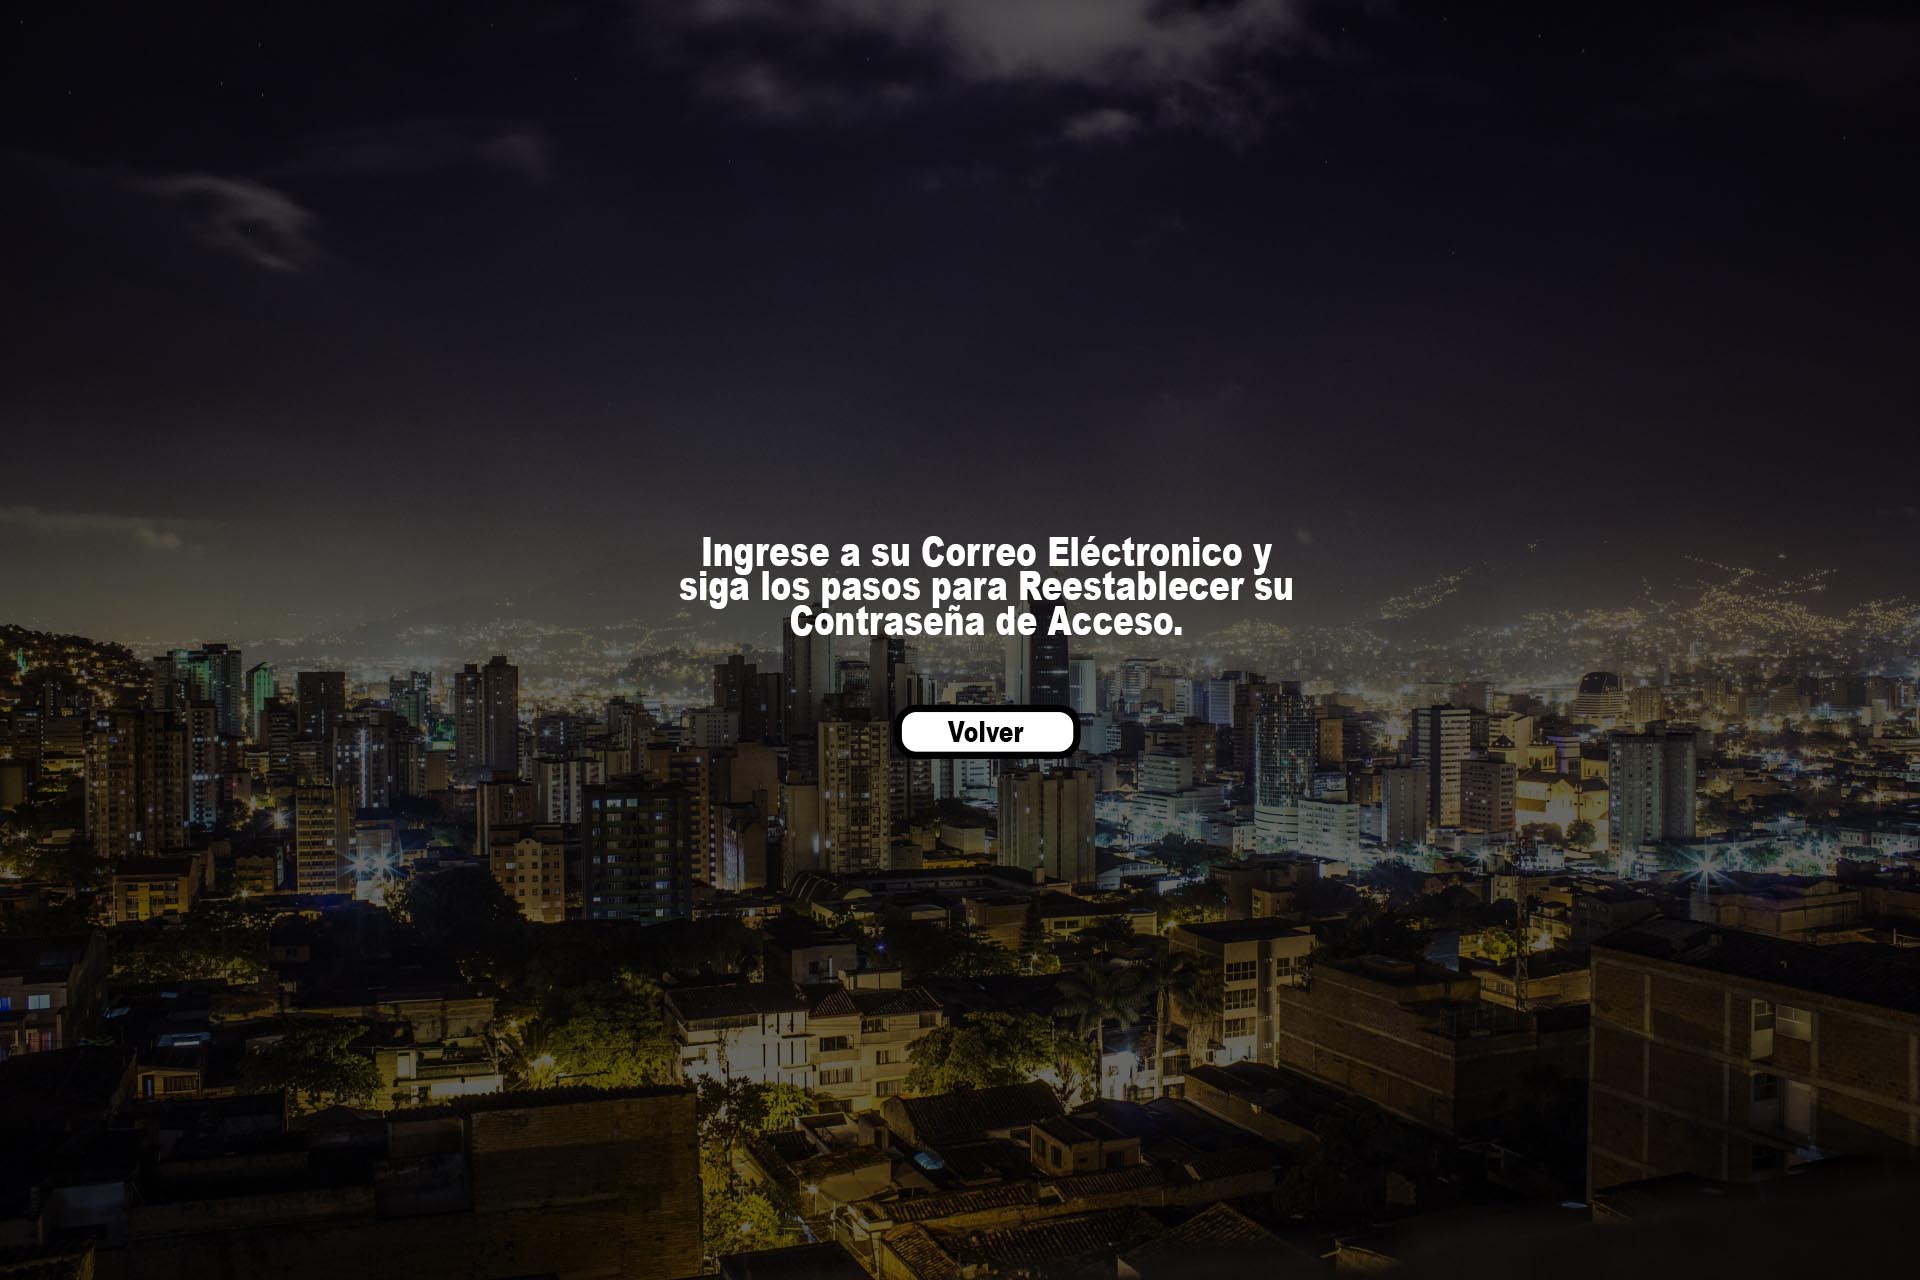 Ingrese a su Correo Eléctronico y
siga los pasos para Reestablecer su
Contraseña de Acceso.
Volver